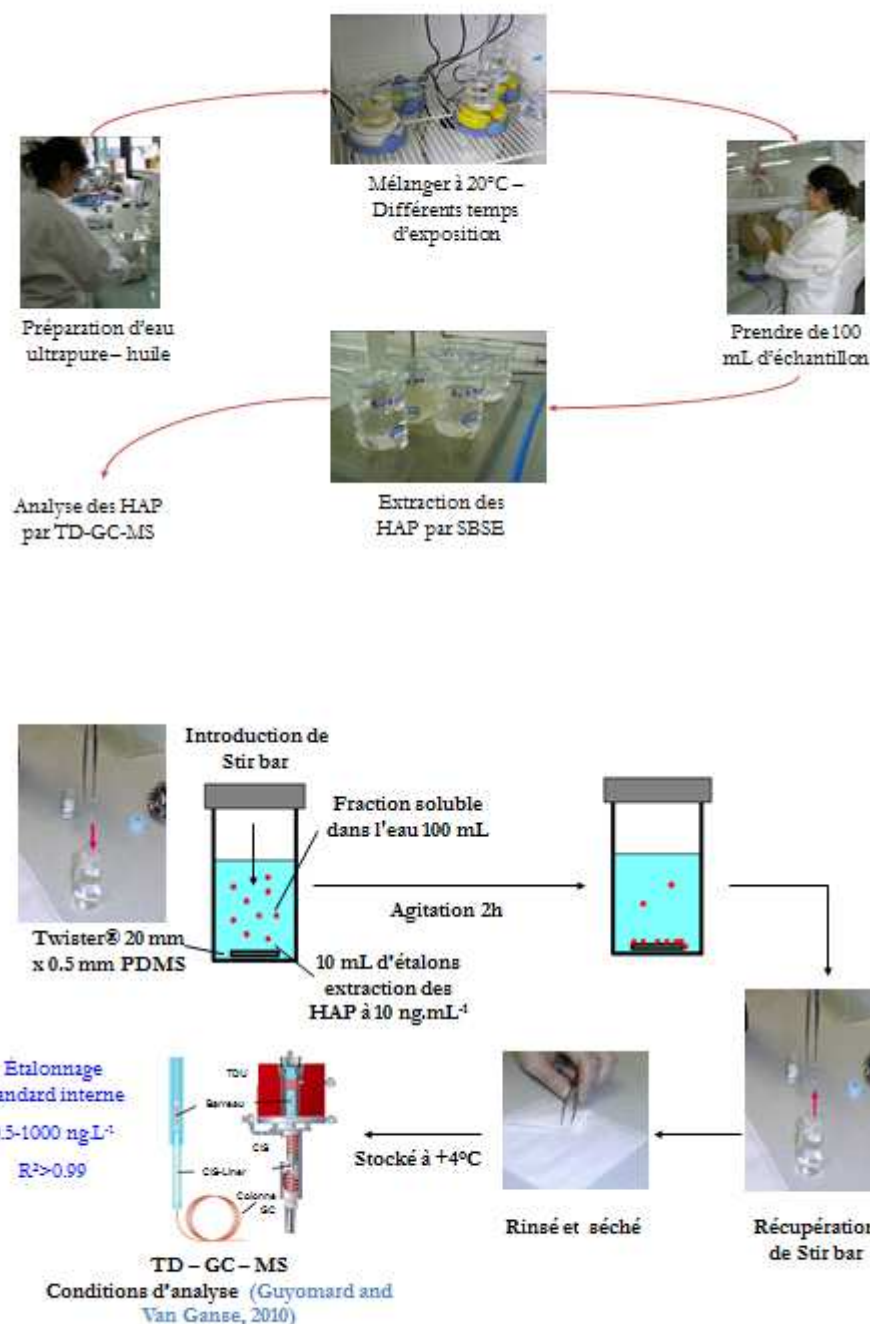 Mélanger à 20°C –
Différents temps
d'exposition
Préparation d'eau
ultrapure – huile
Prendre de 100
mL d'échantillon
Analyse des HAP
par TD-GC-MS
Extraction des
HAP par SBSE
Introduction de
Stir bar
Fraction soluble
dans l'eau 100 mL
Agitation 2h
Twister® 20 mm
x 0.5 mm PDMS
10 mL d'étalons
extraction des
HAP à 10 ng.mL⁻¹
Étalonnage
andard interne
.5-1000 ng.L⁻¹
R²>0.99
TDU
Barreau
CIS
CIS-Liner
Colonne
GC
Stocké à +4°C
Rinsé et séché
Récupération
de Stir bar
TD – GC – MS
Conditions d'analyse (Guyomard and
Van Ganse, 2010)